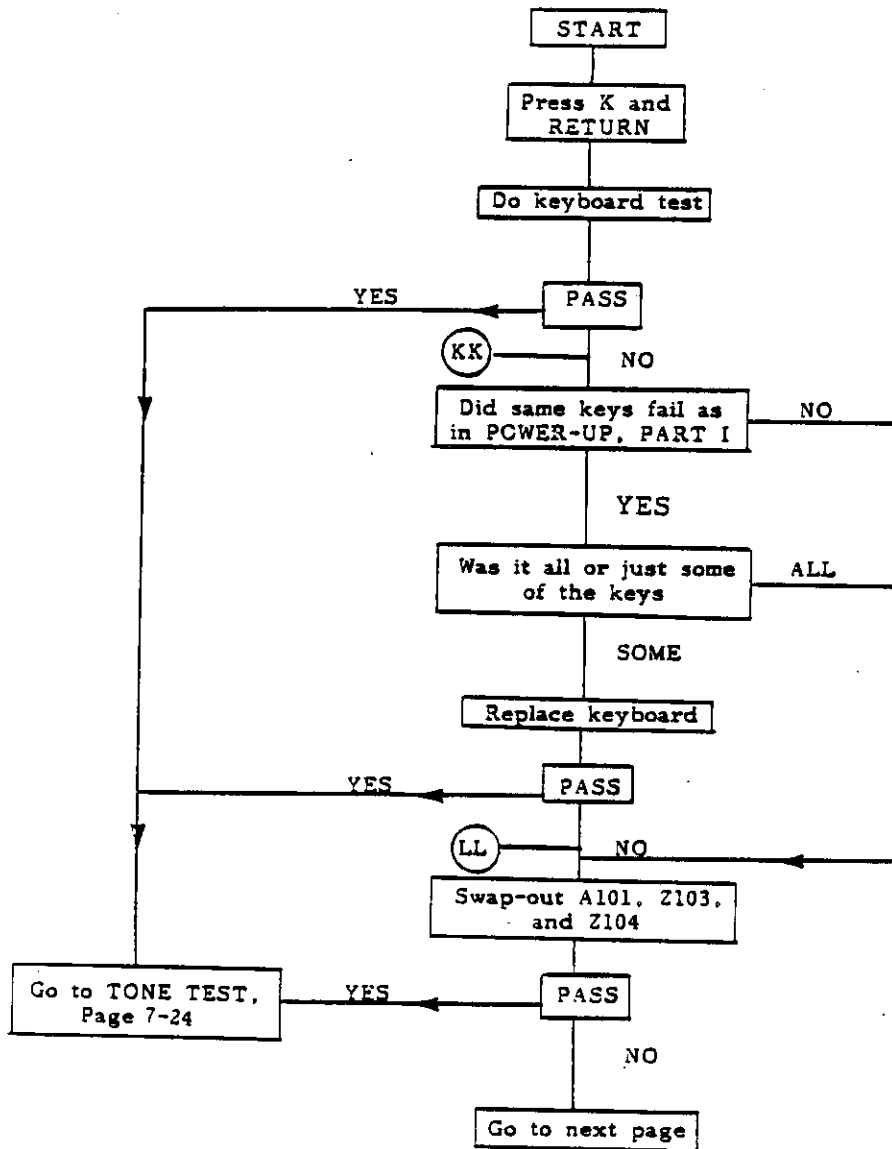 START
Press K and
RETURN
Do keyboard test
YES
PASS
KK
NO
Did same keys fail as
in POWER-UP, PART I
NO
YES
Was it all or just some
of the keys
ALL
SOME
Replace keyboard
YES
PASS
LL
NO
Swap-out A101, Z103,
and Z104
Go to TONE TEST,
Page 7-24
YES
PASS
NO
Go to next page